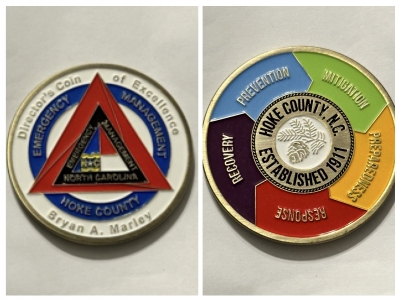 Director's Coin of Excellence
EMERGENCY MANAGEMENT
HOKE COUNTY
Bryan A. Marley
EMERGENCY MANAGEMENT
NORTH CAROLINA
PREVENTION
MITIGATION
PREPAREDNESS
RESPONSE
RECOVERY
HOKE COUNTY, N.C.
ESTABLISHED 1911